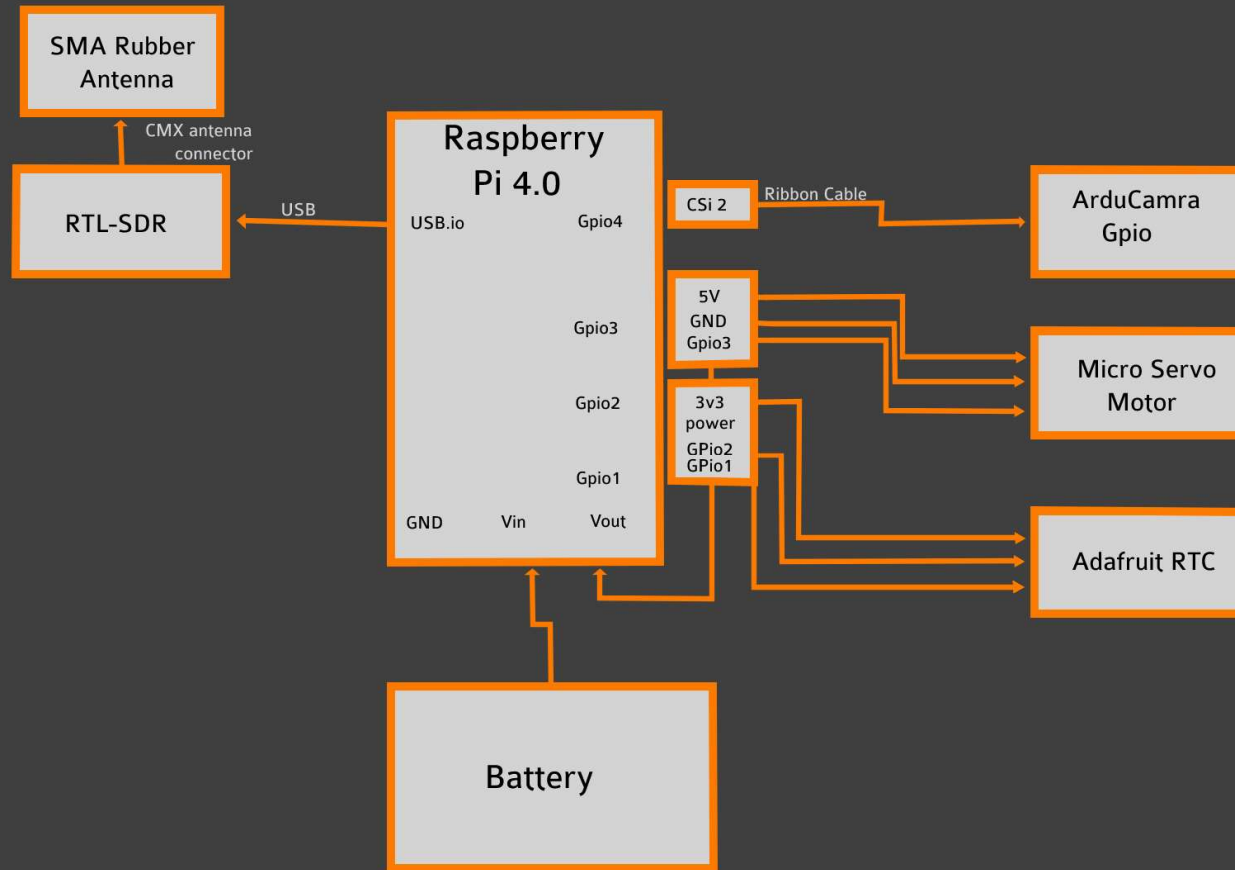 SMA Rubber
Antenna
CMX antenna
connector
RTL-SDR
USB
Raspberry
Pi 4.0
USB.io
Gpio4
Gpio3
Gpio2
Gpio1
GND
Vin
Vout
CSi 2
Ribbon Cable
ArduCamra
Gpio
5V
GND
Gpio3
Micro Servo
Motor
3v3
power
GPio2
GPio1
Adafruit RTC
Battery